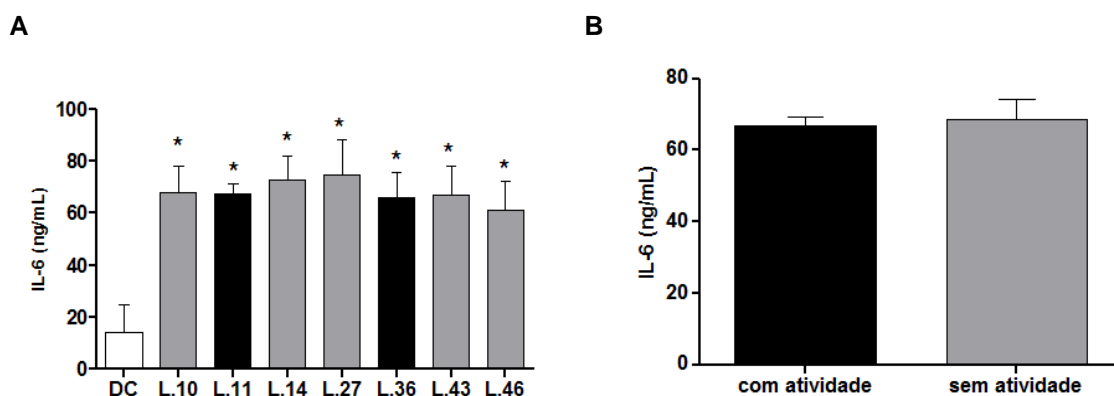 A
IL-6 (ng/mL)
100
80
60
40
20
0
* * * * * * *
DC L.10 L.11 L.14 L.27 L.36 L.43 L.46
B
IL-6 (ng/mL)
80
60
40
20
0
com atividade sem atividade